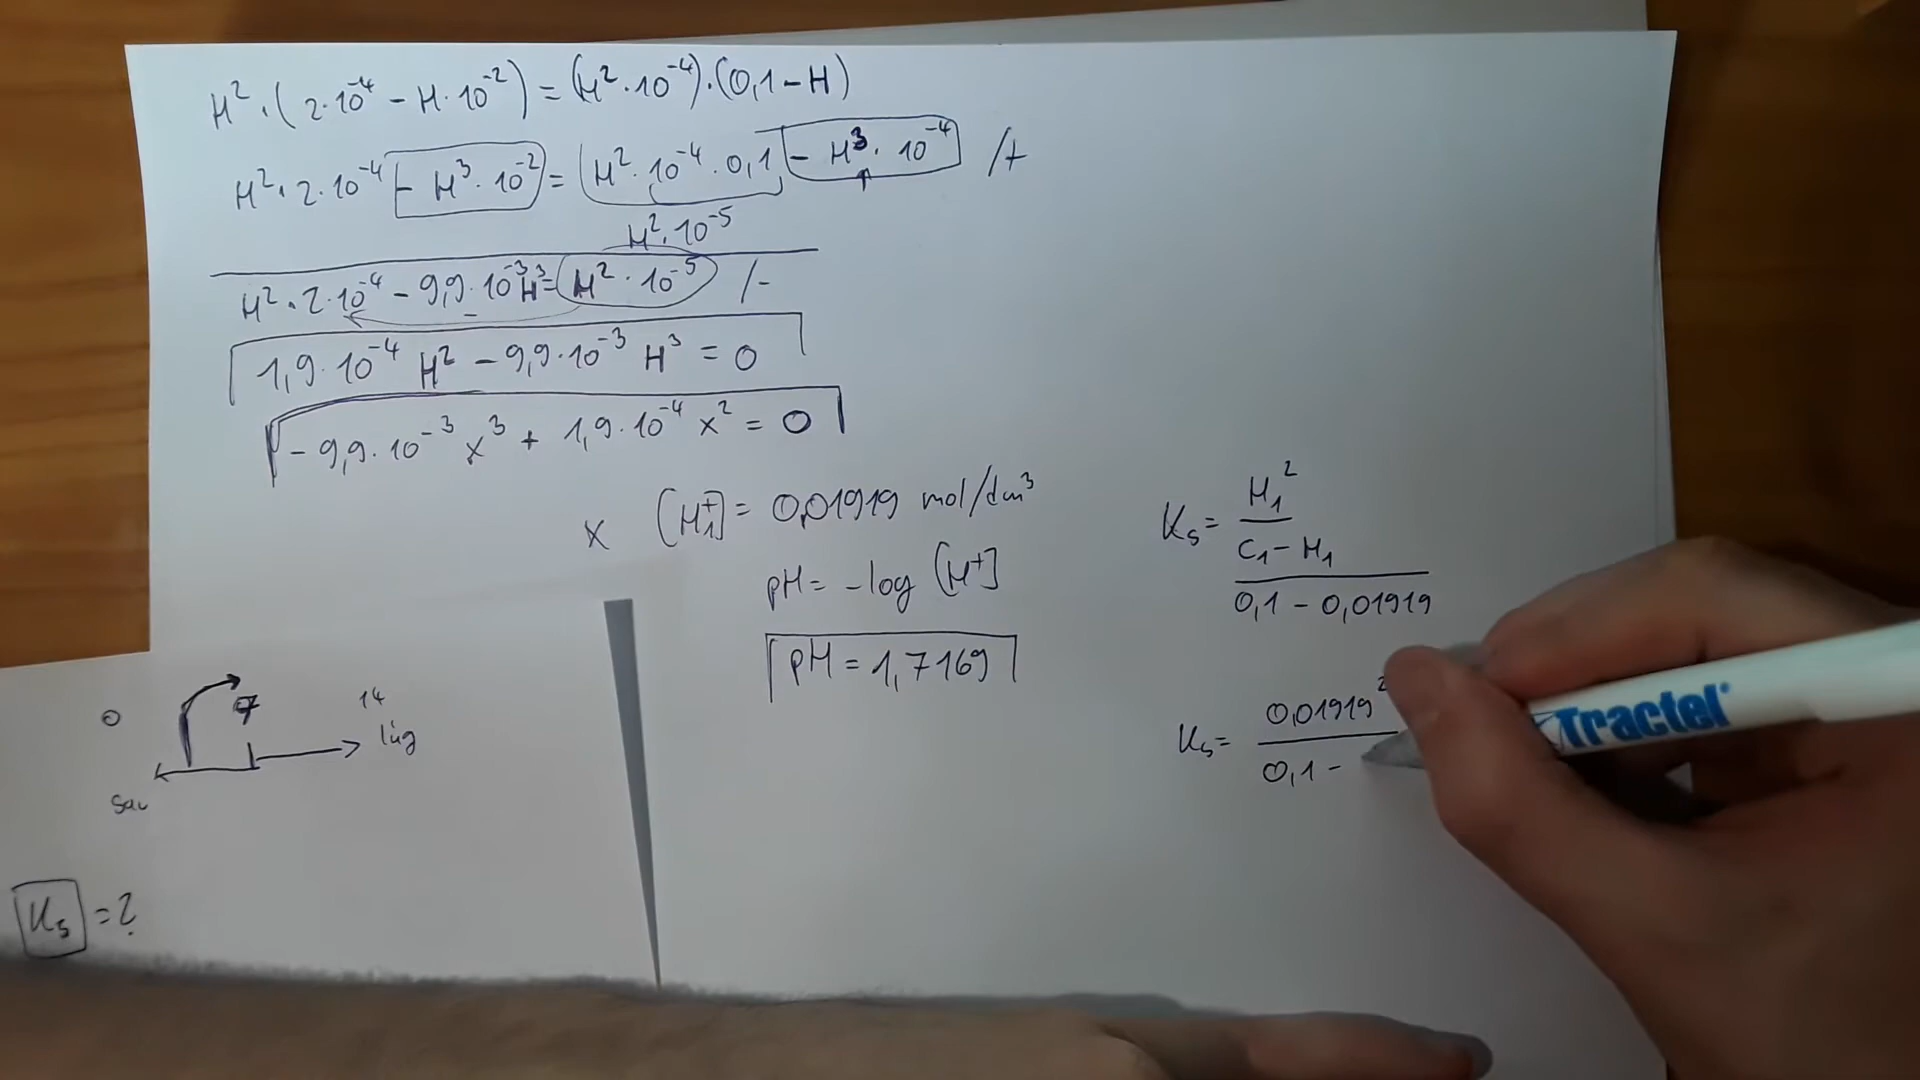 H² · (2·10⁻⁴ - H·10⁻²) = (H²·10⁻⁴)·(0,1 - H)
H² · 2·10⁻⁴ - H³·10⁻² = H²·10⁻⁴·0,1 - H³·10⁻⁴ /+
H²·10⁻⁵
H² · 2·10⁻⁴ - 9,9·10⁻³H³ = H²·10⁻⁵ /-
1,9·10⁻⁴ H² - 9,9·10⁻³ H³ = 0
- 9,9·10⁻³ x³ + 1,9·10⁻⁴ x² = 0
x [H₁⁺] = 0,01919 mol/dm³
pH = -log [H⁺]
pH = 1,7169
Ks = H₁²
C₁ - H₁
0,1 - 0,01919
Ks = 0,01919²
0,1 -
0 7 14
lúg
sav
Ks = ?
Tractel